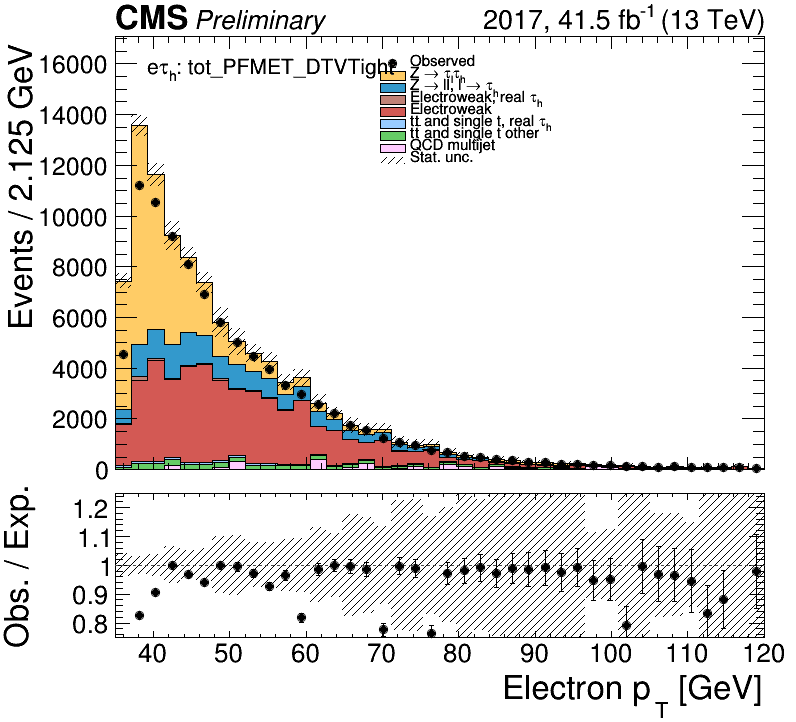 CMS Preliminary 2017, 41.5 fb⁻¹ (13 TeV)
Events / 2.125 GeV
16000
14000
12000
10000
8000
6000
4000
2000
0
eτₕ: tot_PFMET_DTVTight
Observed
Z → τₗτₕ
Z → ll, l → τₕ
Electroweak, real τₕ
Electroweak
tt and single t, real τₕ
tt and single t other
QCD multijet
Stat. unc.
Obs. / Exp.
1.2
1.1
1
0.9
0.8
40 50 60 70 80 90 100 110 120
Electron p_T [GeV]